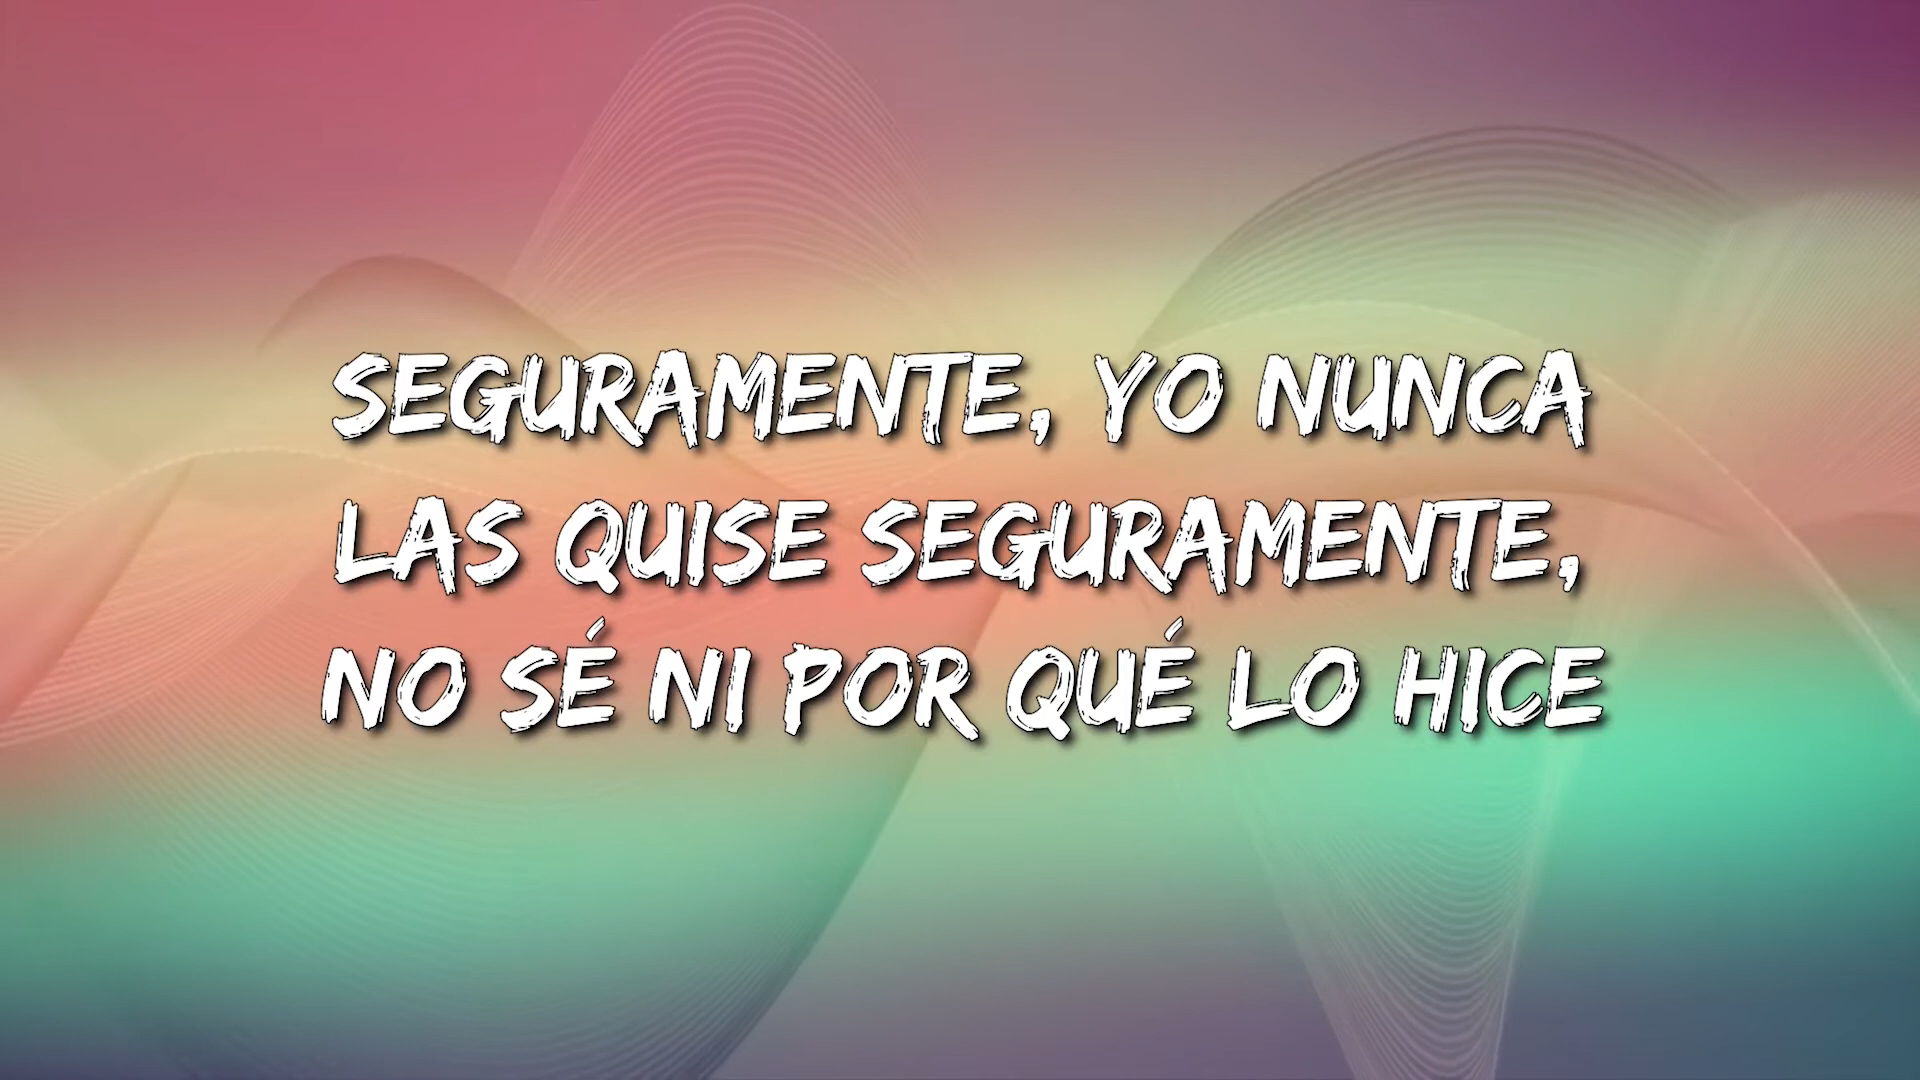 SEGURAMENTE, YO NUNCA
LAS QUISE SEGURAMENTE,
NO SÉ NI POR QUÉ LO HICE